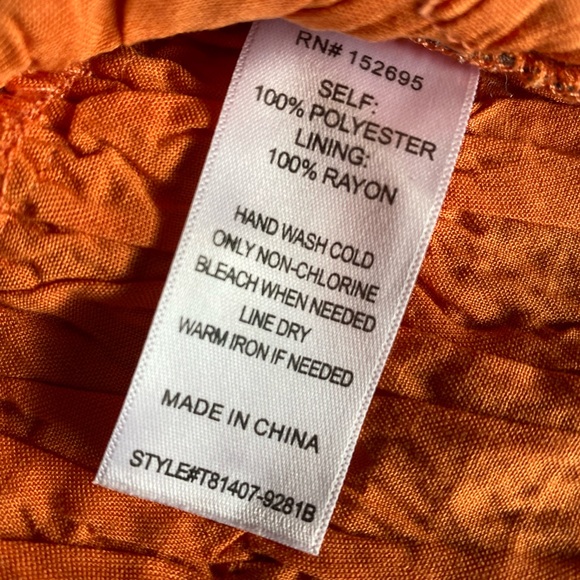 RN# 152695
SELF:
100% POLYESTER
LINING:
100% RAYON
HAND WASH COLD
ONLY NON-CHLORINE
BLEACH WHEN NEEDED
LINE DRY
WARM IRON IF NEEDED
MADE IN CHINA
STYLE#T81407-9281B